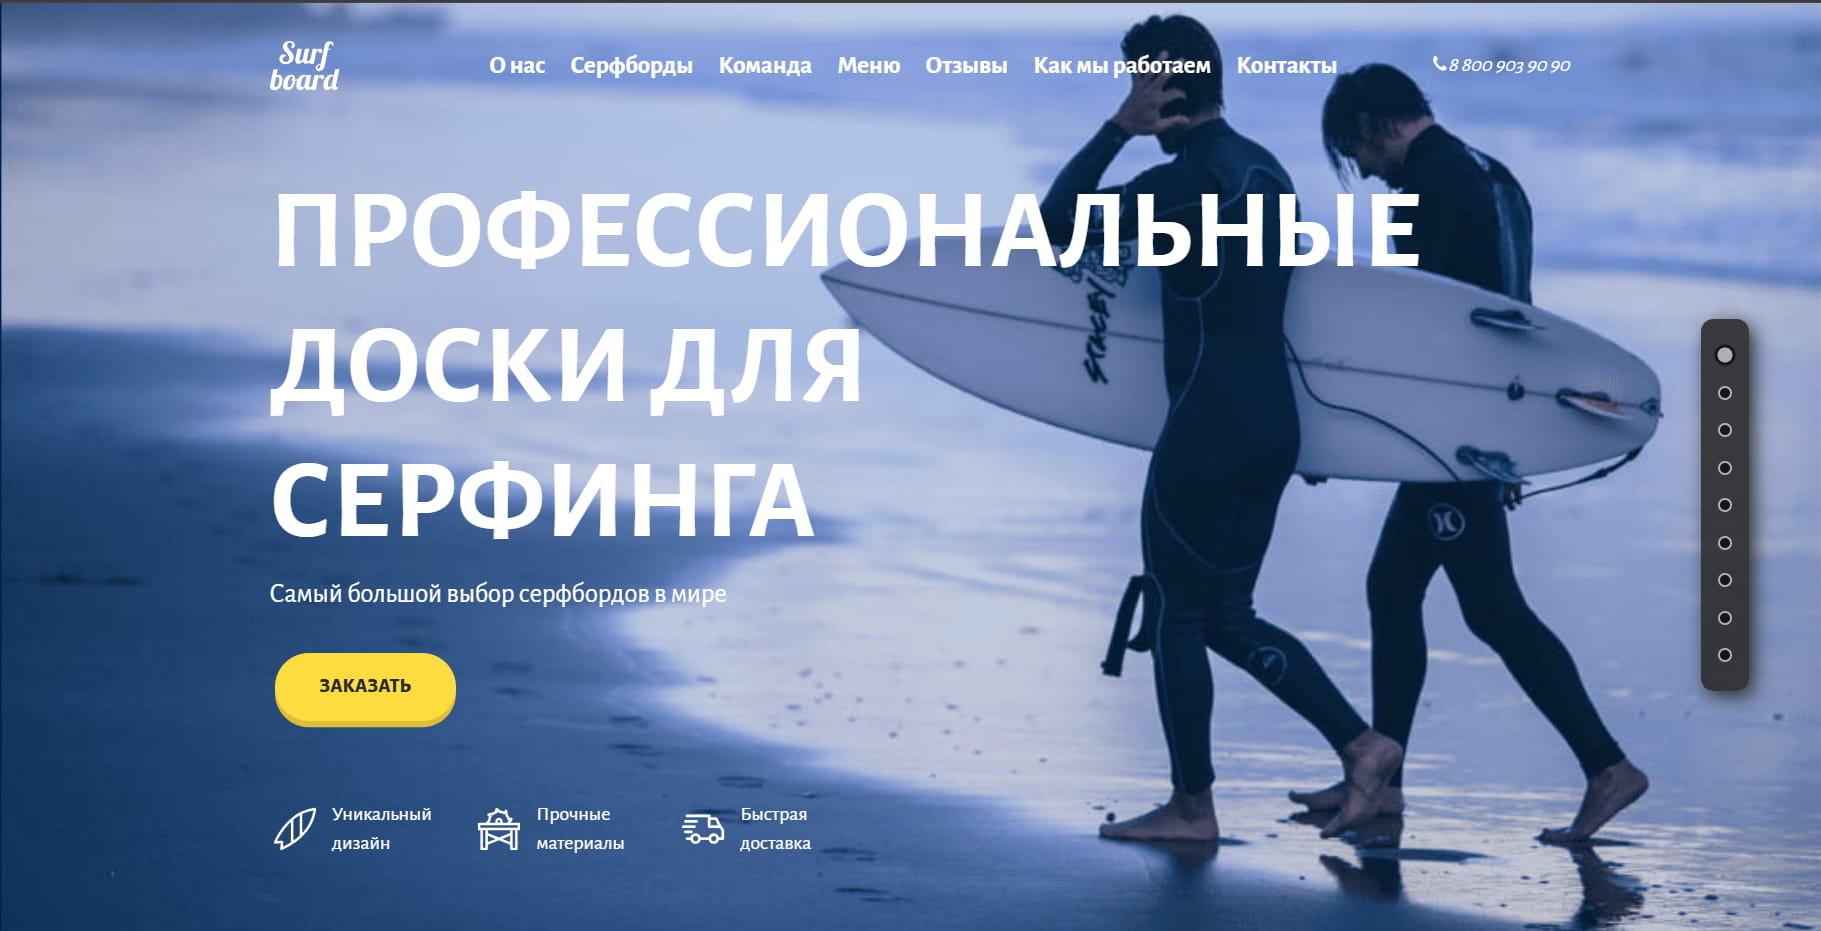 Surf
board
О нас Серфборды Команда Меню Отзывы Как мы работаем Контакты
8 800 903 90 90
ПРОФЕССИОНАЛЬНЫЕ
ДОСКИ ДЛЯ
СЕРФИНГА
STACEY
Самый большой выбор серфбордов в мире
ЗАКАЗАТЬ
Уникальный
дизайн
Прочные
материалы
Быстрая
доставка